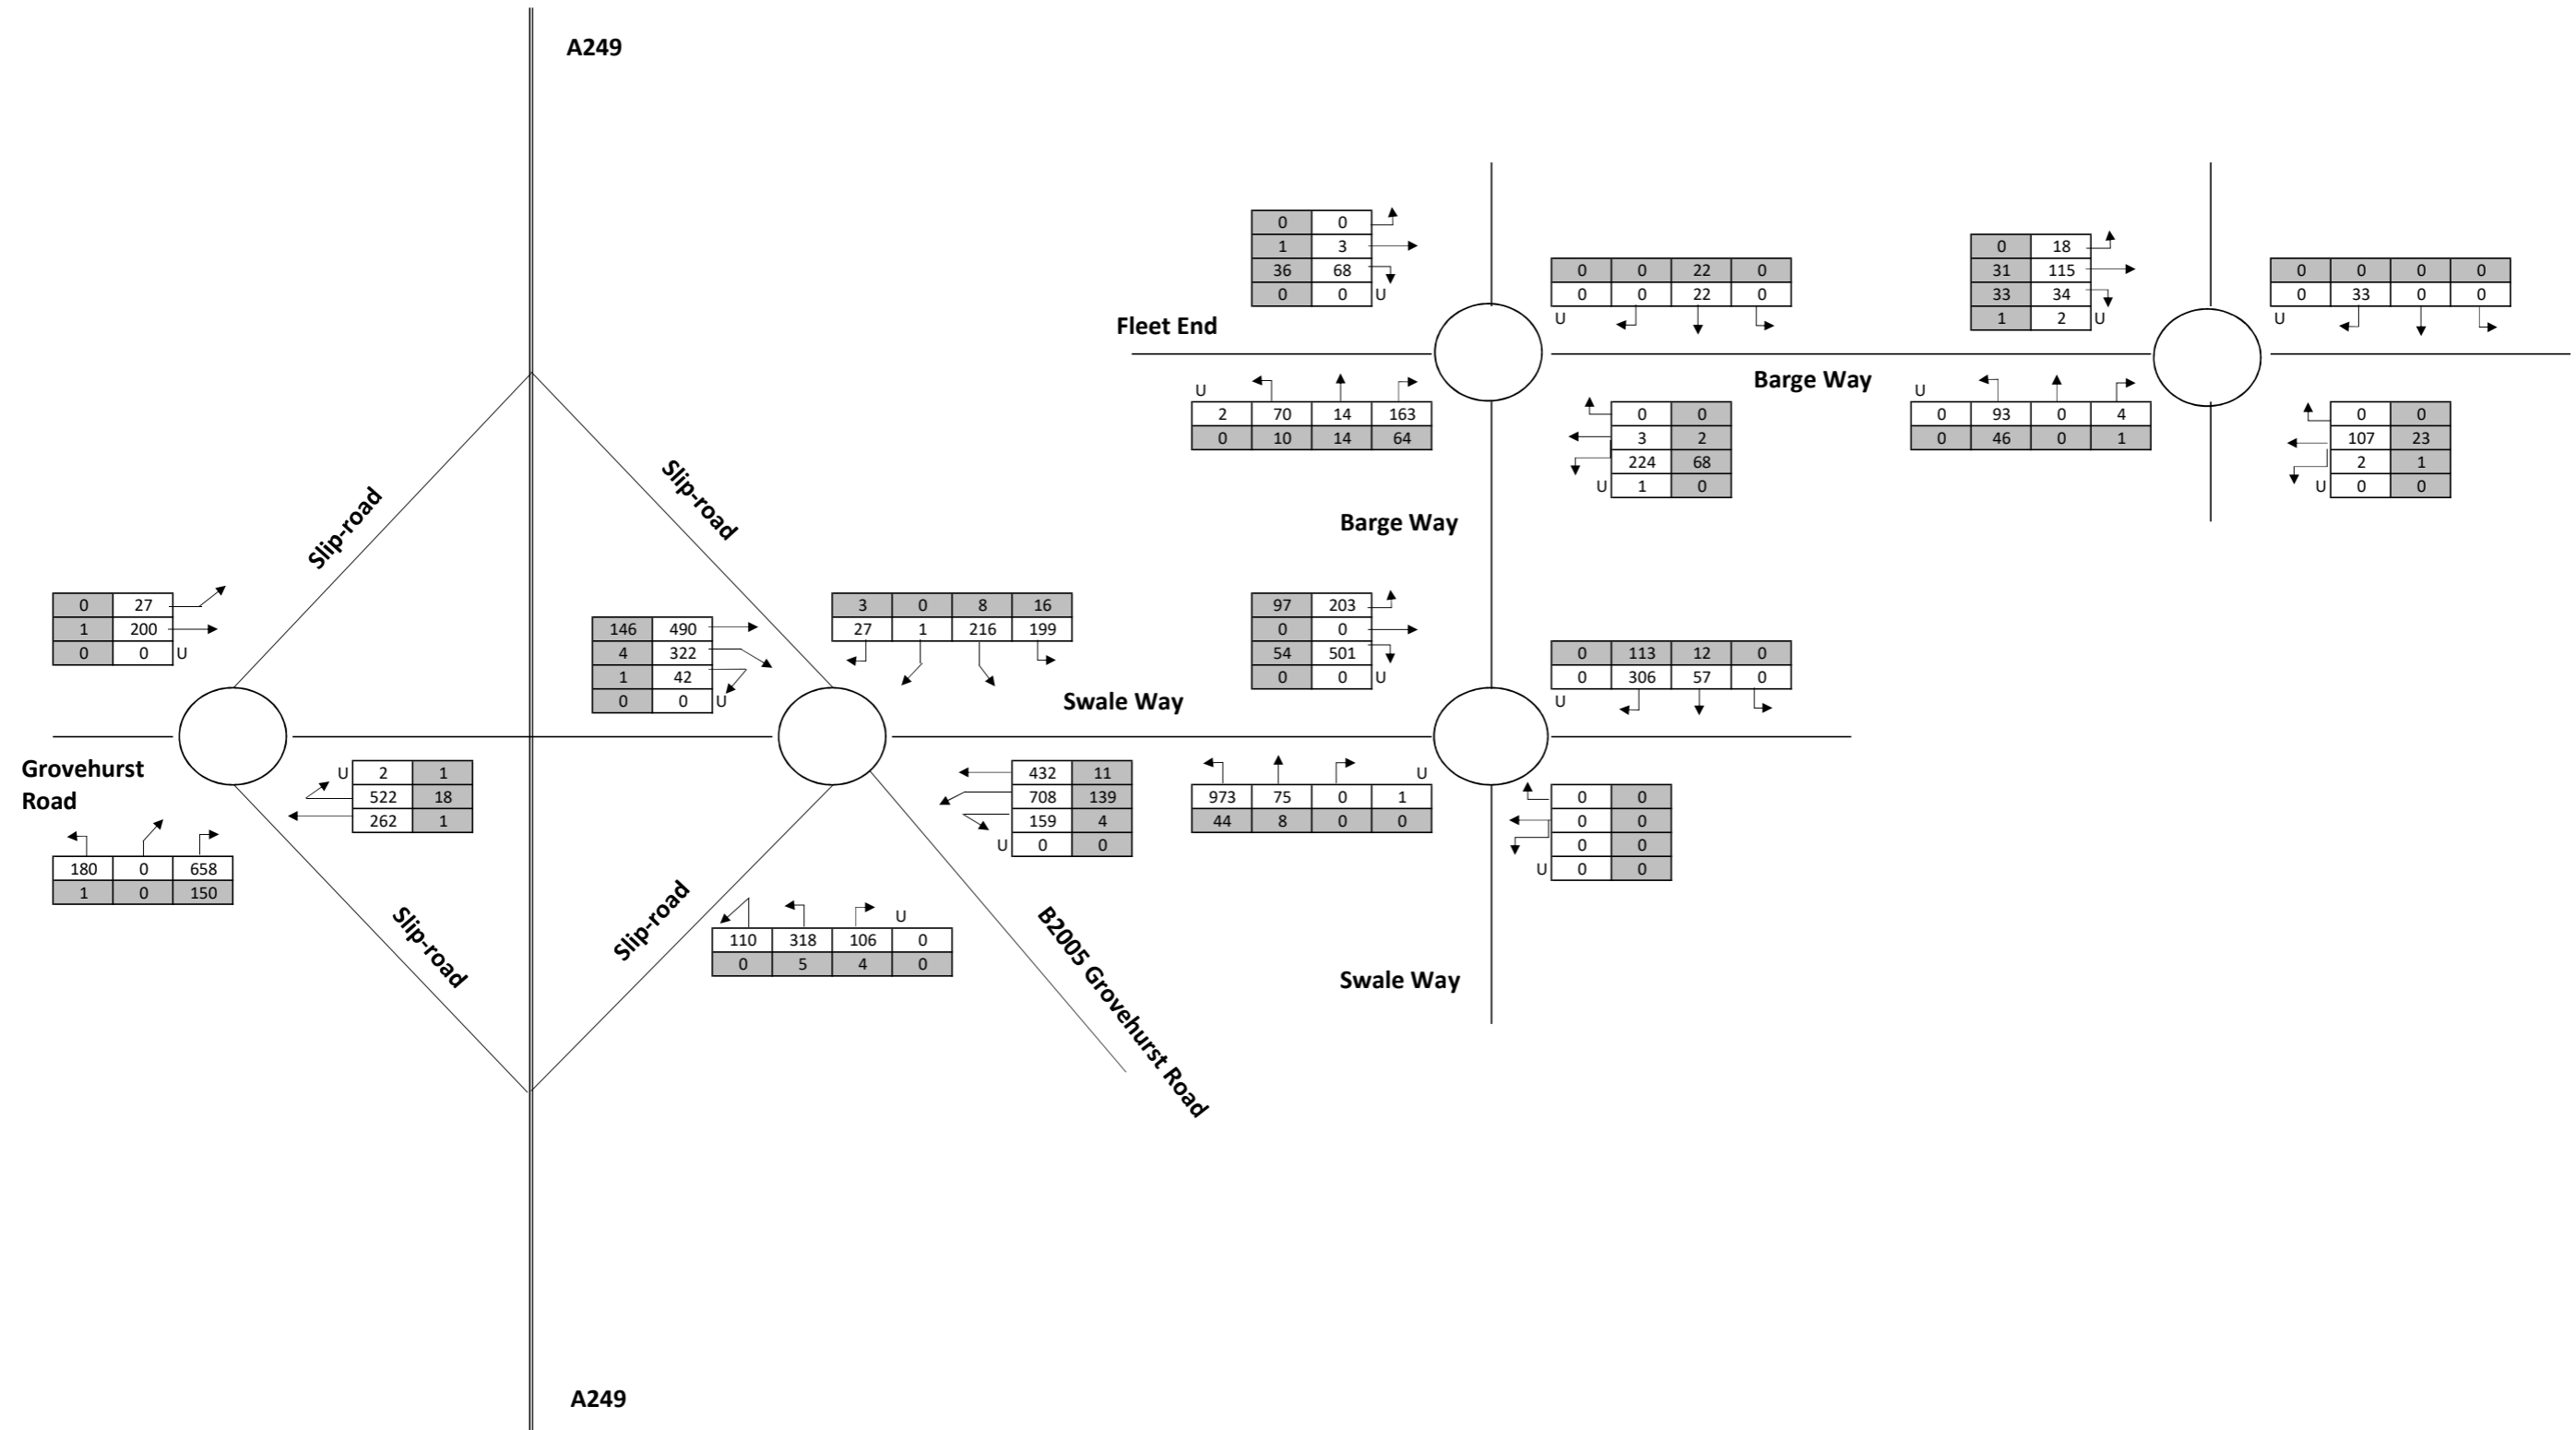 A249
0 0
1 3
36 68
0 0 U
0 0 22 0
0 0 22 0
U
0 18
31 115
33 34
1 2 U
0 0 0 0
0 33 0 0
U
Fleet End
Barge Way
U
2 70 14 163
0 10 14 64
0 0
3 2
224 68
U 1 0
U
0 93 0 4
0 46 0 1
0 0
107 23
2 1
U 0 0
Slip-road
Slip-road
Barge Way
0 27
1 200
0 0 U
146 490
4 322
1 42
0 0 U
3 0 8 16
27 1 216 199
Swale Way
97 203
0 0
54 501
0 0 U
0 113 12 0
0 306 57 0
U
Grovehurst
Road
U 2 1
522 18
262 1
180 0 658
1 0 150
432 11
708 139
159 4
U 0 0
U
973 75 0 1
44 8 0 0
0 0
0 0
0 0
U 0 0
Slip-road
Slip-road
U
110 318 106 0
0 5 4 0
B2005 Grovehurst Road
Swale Way
A249